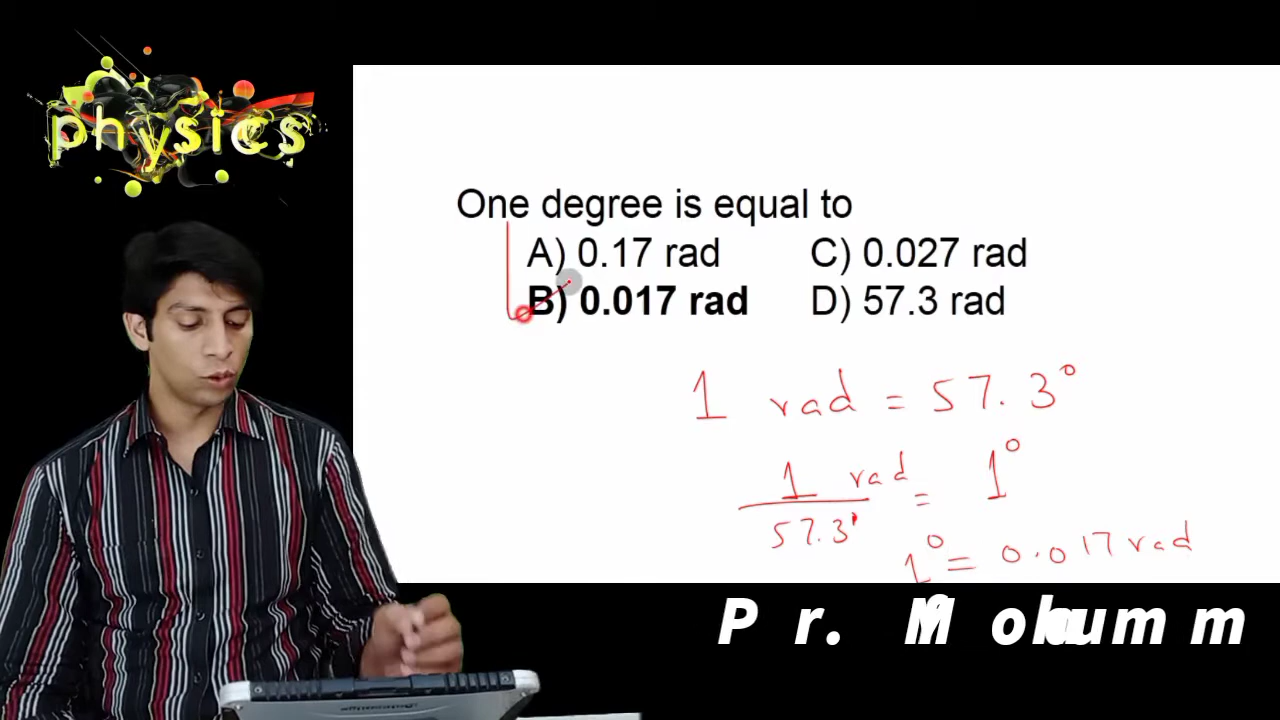 physics
One degree is equal to
A) 0.17 rad C) 0.027 rad
B) 0.017 rad D) 57.3 rad
1 rad = 57.3°
1 rad = 1°
57.3°
1° = 0.017 rad